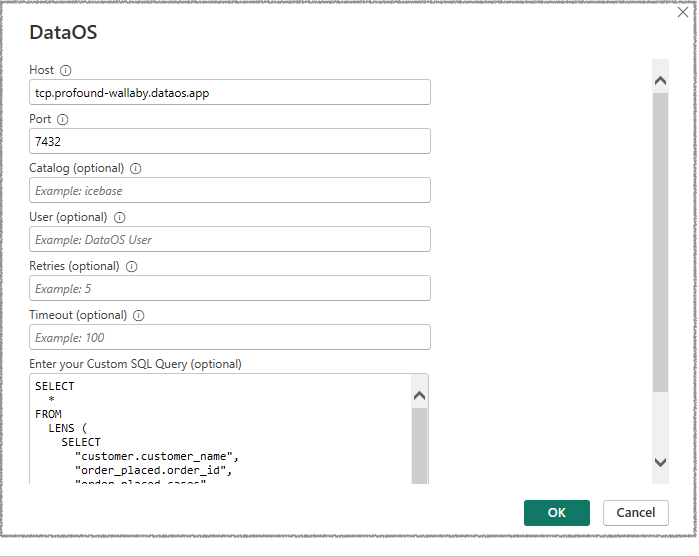 DataOS
Host
tcp.profound-wallaby.dataos.app
Port
7432
Catalog (optional)
Example: icebase
User (optional)
Example: DataOS User
Retries (optional)
Example: 5
Timeout (optional)
Example: 100
Enter your Custom SQL Query (optional)
SELECT
*
FROM
LENS (
SELECT
"customer.customer_name",
"order_placed.order_id",
"order_placed.cases"
OK
Cancel